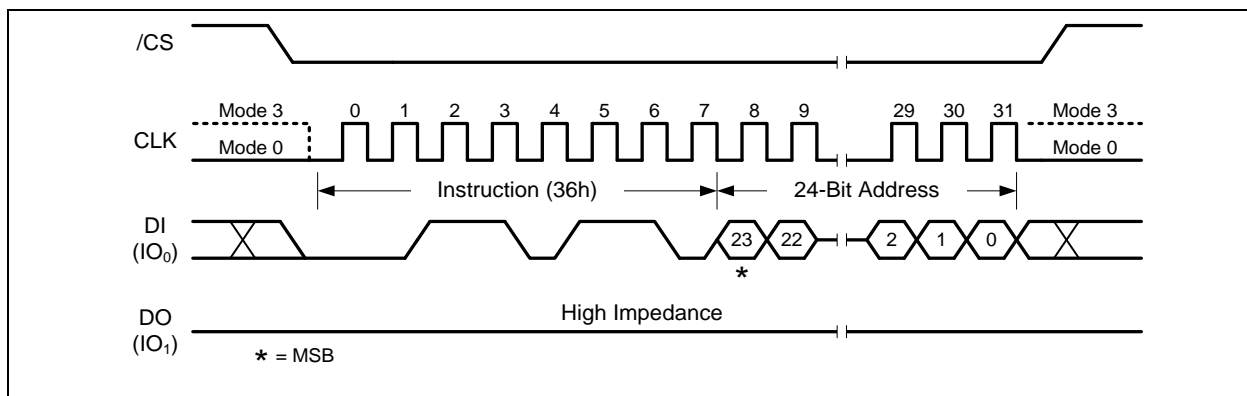 /CS
Mode 3 0 1 2 3 4 5 6 7 8 9 29 30 31 Mode 3
CLK
Mode 0 Mode 0
Instruction (36h) 24-Bit Address
DI
(IO0) 23 22 2 1 0
*
DO High Impedance
(IO1)
* = MSB